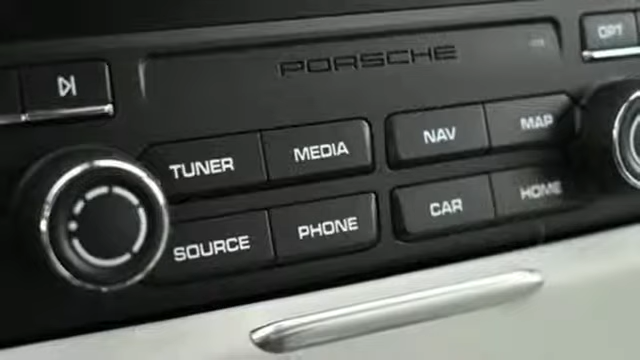 PORSCHE
OPT
TUNER MEDIA NAV MAP
SOURCE PHONE CAR HOME